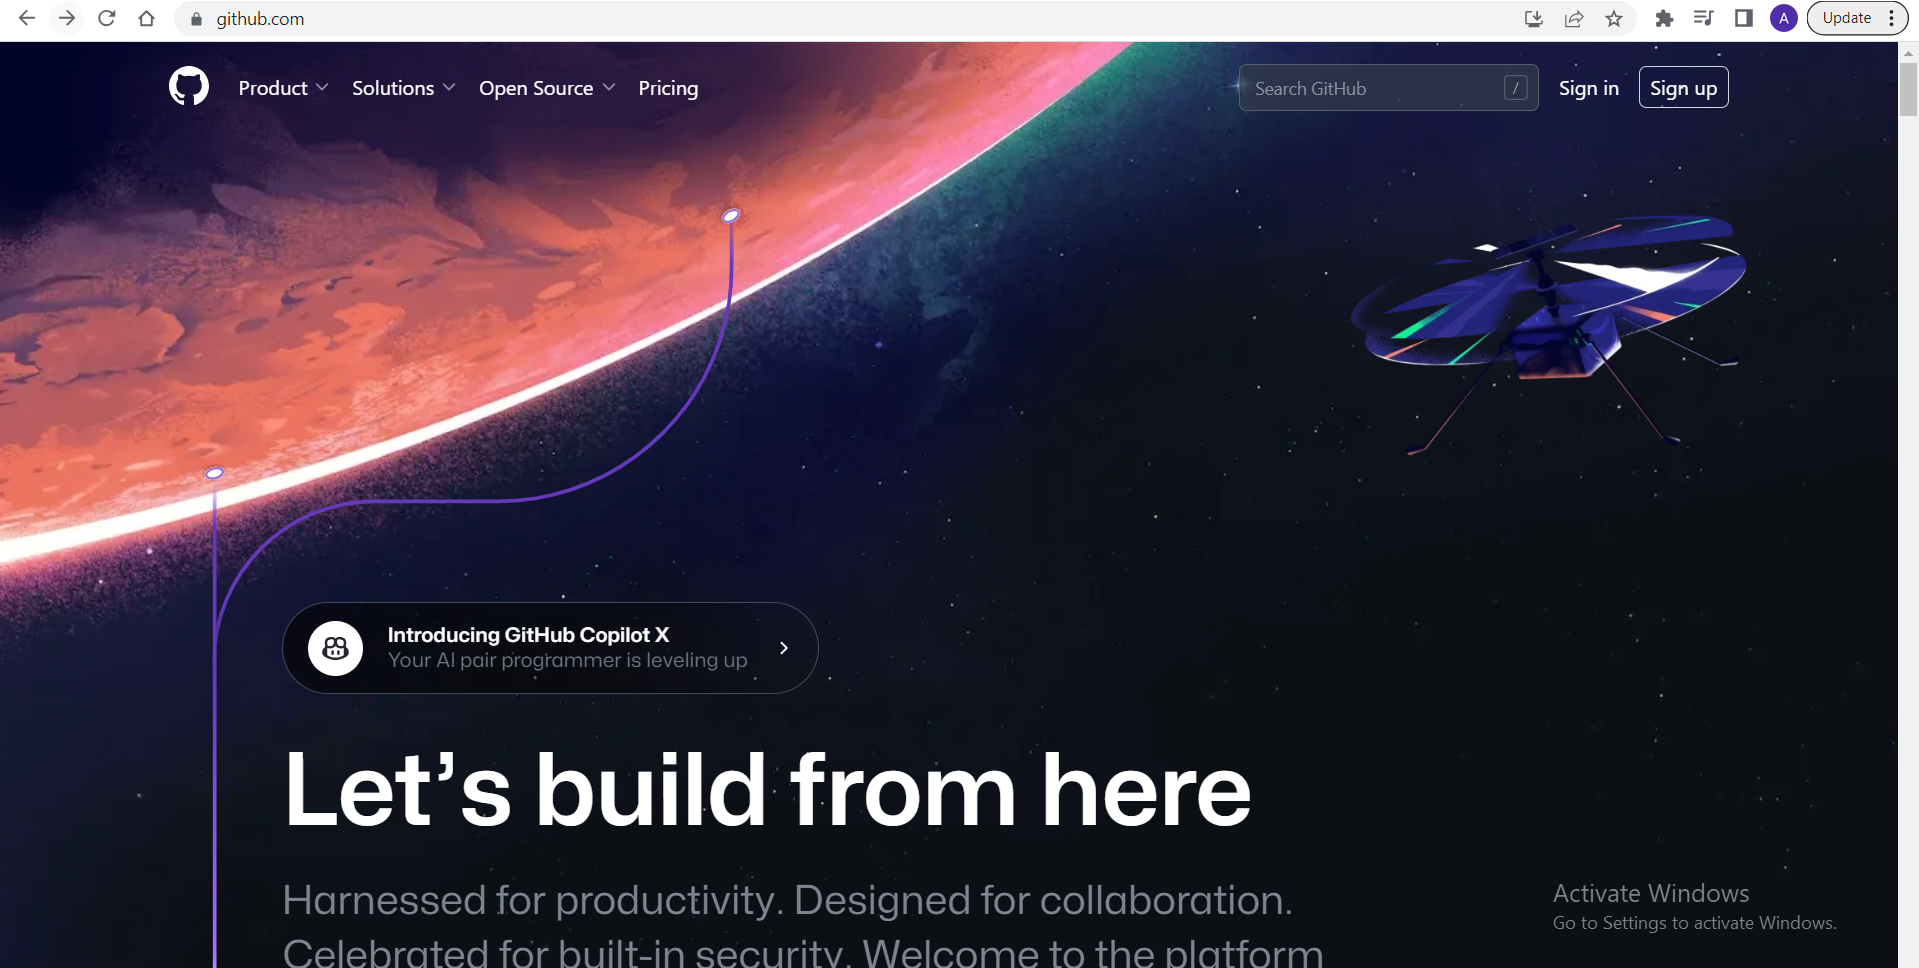 github.com
A
Update
Product
Solutions
Open Source
Pricing
Search GitHub
/
Sign in
Sign up
Introducing GitHub Copilot X
Your AI pair programmer is leveling up
Let’s build from here
Harnessed for productivity. Designed for collaboration.
Celebrated for built-in security. Welcome to the platform
Activate Windows
Go to Settings to activate Windows.